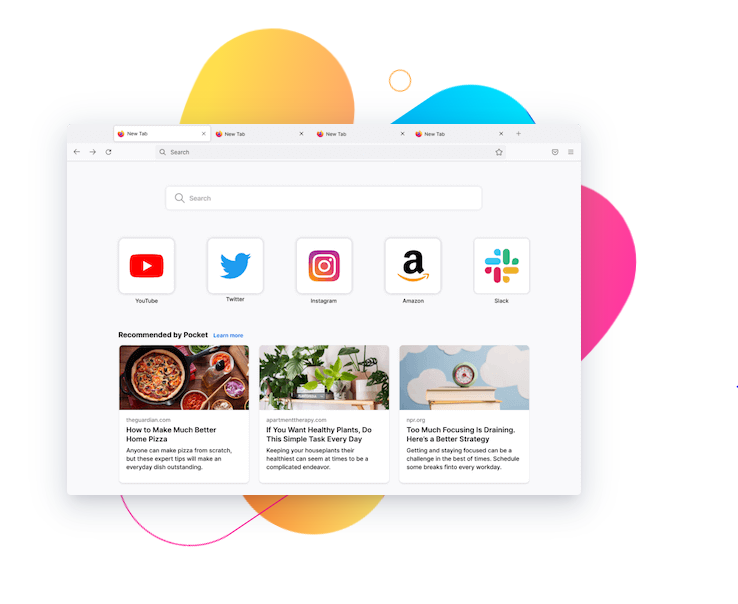 New Tab
New Tab
New Tab
New Tab
Search
Search
YouTube
Twitter
Instagram
Amazon
Slack
Recommended by Pocket Learn more
theguardian.com
How to Make Much Better
Home Pizza
Anyone can make pizza from scratch,
but these expert tips will make an
everyday dish outstanding.
apartmenttherapy.com
If You Want Healthy Plants, Do
This Simple Task Every Day
Keeping your houseplants their
healthiest can seem at times to be a
complicated endeavor.
npr.org
Too Much Focusing Is Draining.
Here's a Better Strategy
Getting and staying focused can be a
challenge in the best of times. Schedule
some breaks finto every workday.